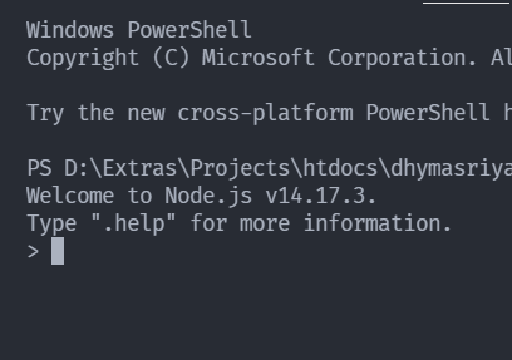 Windows PowerShell
Copyright (C) Microsoft Corporation. Al
Try the new cross-platform PowerShell h
PS D:\Extras\Projects\htdocs\dhymasriya
Welcome to Node.js v14.17.3.
Type ".help" for more information.
>